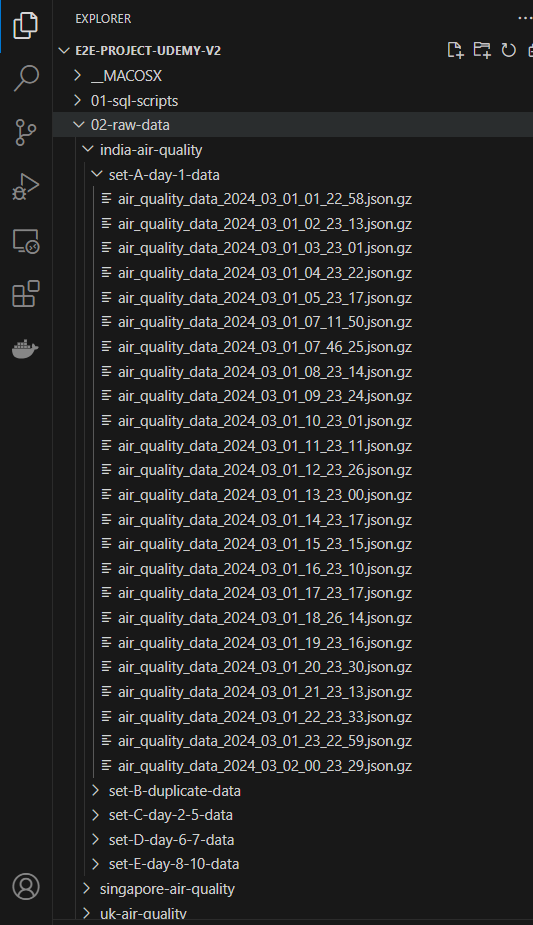 EXPLORER
E2E-PROJECT-UDEMY-V2
__MACOSX
01-sql-scripts
02-raw-data
india-air-quality
set-A-day-1-data
air_quality_data_2024_03_01_01_22_58.json.gz
air_quality_data_2024_03_01_02_23_13.json.gz
air_quality_data_2024_03_01_03_23_01.json.gz
air_quality_data_2024_03_01_04_23_22.json.gz
air_quality_data_2024_03_01_05_23_17.json.gz
air_quality_data_2024_03_01_07_11_50.json.gz
air_quality_data_2024_03_01_07_46_25.json.gz
air_quality_data_2024_03_01_08_23_14.json.gz
air_quality_data_2024_03_01_09_23_24.json.gz
air_quality_data_2024_03_01_10_23_01.json.gz
air_quality_data_2024_03_01_11_23_11.json.gz
air_quality_data_2024_03_01_12_23_26.json.gz
air_quality_data_2024_03_01_13_23_00.json.gz
air_quality_data_2024_03_01_14_23_17.json.gz
air_quality_data_2024_03_01_15_23_15.json.gz
air_quality_data_2024_03_01_16_23_10.json.gz
air_quality_data_2024_03_01_17_23_17.json.gz
air_quality_data_2024_03_01_18_26_14.json.gz
air_quality_data_2024_03_01_19_23_16.json.gz
air_quality_data_2024_03_01_20_23_30.json.gz
air_quality_data_2024_03_01_21_23_13.json.gz
air_quality_data_2024_03_01_22_23_33.json.gz
air_quality_data_2024_03_01_23_22_59.json.gz
air_quality_data_2024_03_02_00_23_29.json.gz
set-B-duplicate-data
set-C-day-2-5-data
set-D-day-6-7-data
set-E-day-8-10-data
singapore-air-quality
uk-air-quality